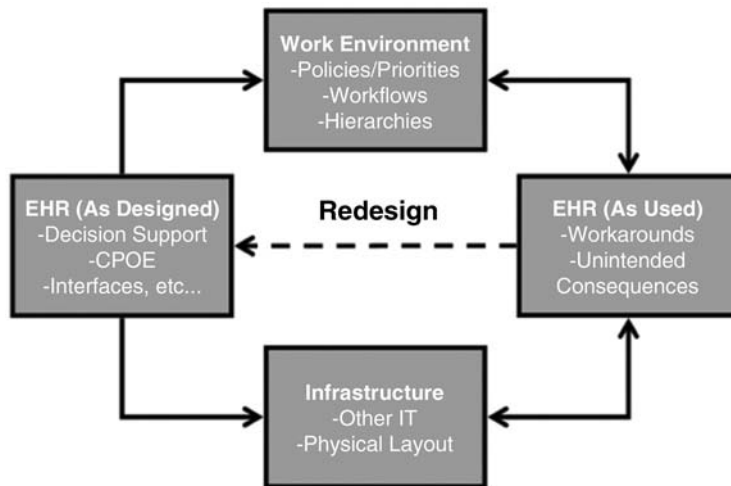 Work Environment
-Policies/Priorities
-Workflows
-Hierarchies
EHR (As Designed)
-Decision Support
-CPOE
-Interfaces, etc...
Redesign
EHR (As Used)
-Workarounds
-Unintended
Consequences
Infrastructure
-Other IT
-Physical Layout